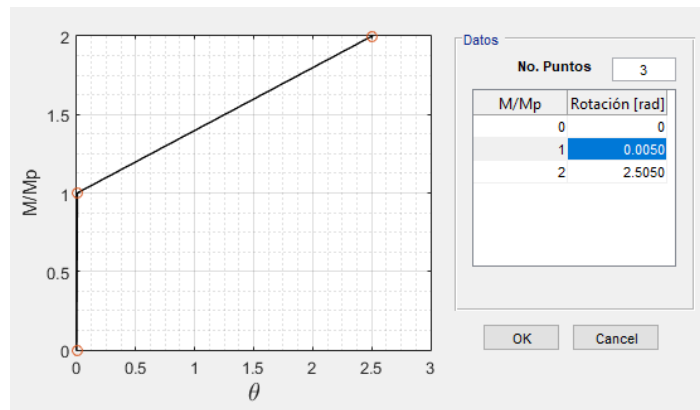 2
1.5
1
0.5
0
M/Mp
0 0.5 1 1.5 2 2.5 3
θ
Datos
No. Puntos 3
M/Mp Rotación [rad]
0 0
1 0.0050
2 2.5050
OK Cancel